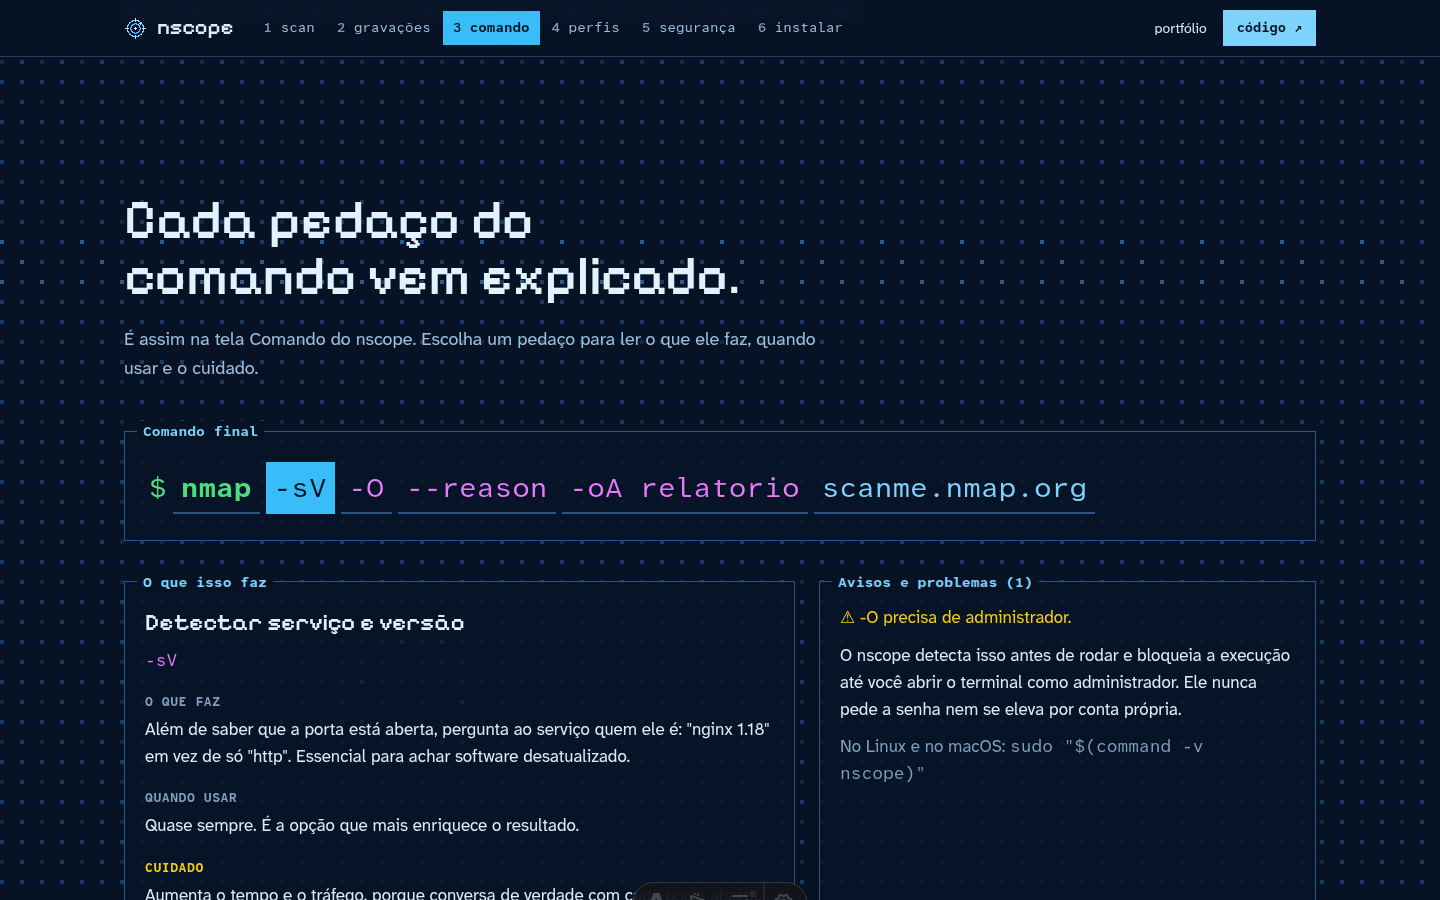 nscope 1 scan 2 gravações 3 comando 4 perfis 5 segurança 6 instalar portfólio código ↗
Cada pedaço do
comando vem explicado.
É assim na tela Comando do nscope. Escolha um pedaço para ler o que ele faz, quando
usar e o cuidado.
Comando final
$ nmap -sV -O --reason -oA relatorio scanme.nmap.org
O que isso faz
Detectar serviço e versão
-sV
O QUE FAZ
Além de saber que a porta está aberta, pergunta ao serviço quem ele é: "nginx 1.18"
em vez de só "http". Essencial para achar software desatualizado.
QUANDO USAR
Quase sempre. É a opção que mais enriquece o resultado.
CUIDADO
Aumenta o tempo e o tráfego, porque conversa de verdade com
Avisos e problemas (1)
⚠ -O precisa de administrador.
O nscope detecta isso antes de rodar e bloqueia a execução
até você abrir o terminal como administrador. Ele nunca
pede a senha nem se eleva por conta própria.
No Linux e no macOS: sudo "$(command -v
nscope)"